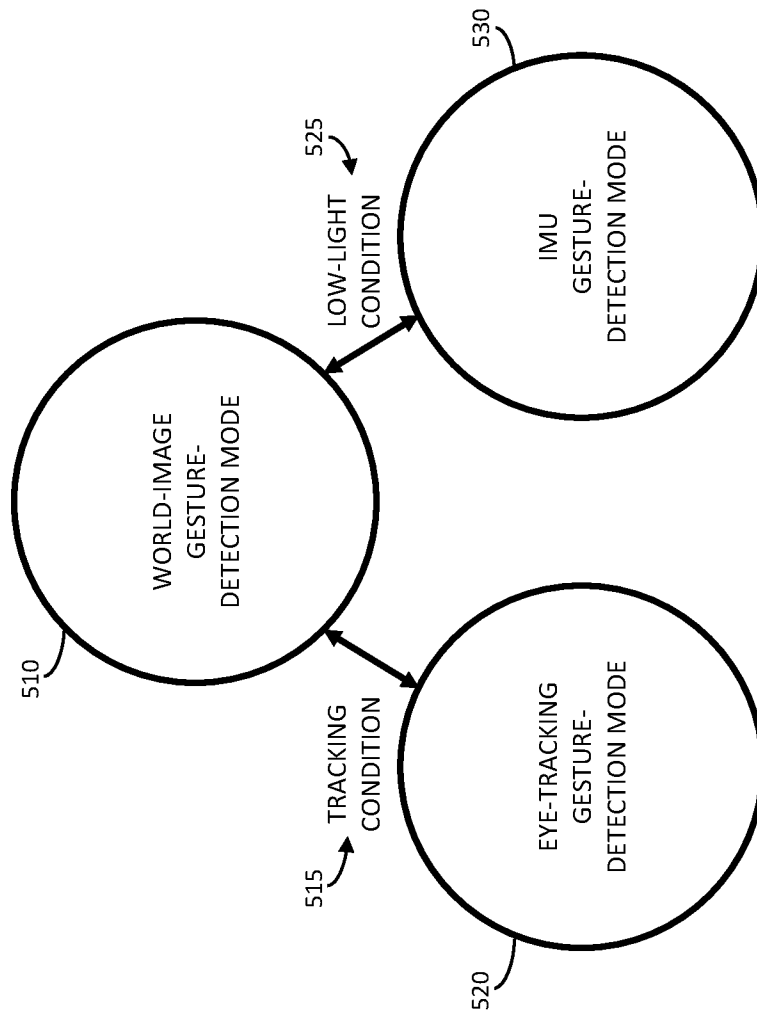 510
WORLD-IMAGE
GESTURE-
DETECTION MODE
515
TRACKING
CONDITION
LOW-LIGHT
CONDITION
525
520
EYE-TRACKING
GESTURE-
DETECTION MODE
IMU
GESTURE-
DETECTION MODE
530